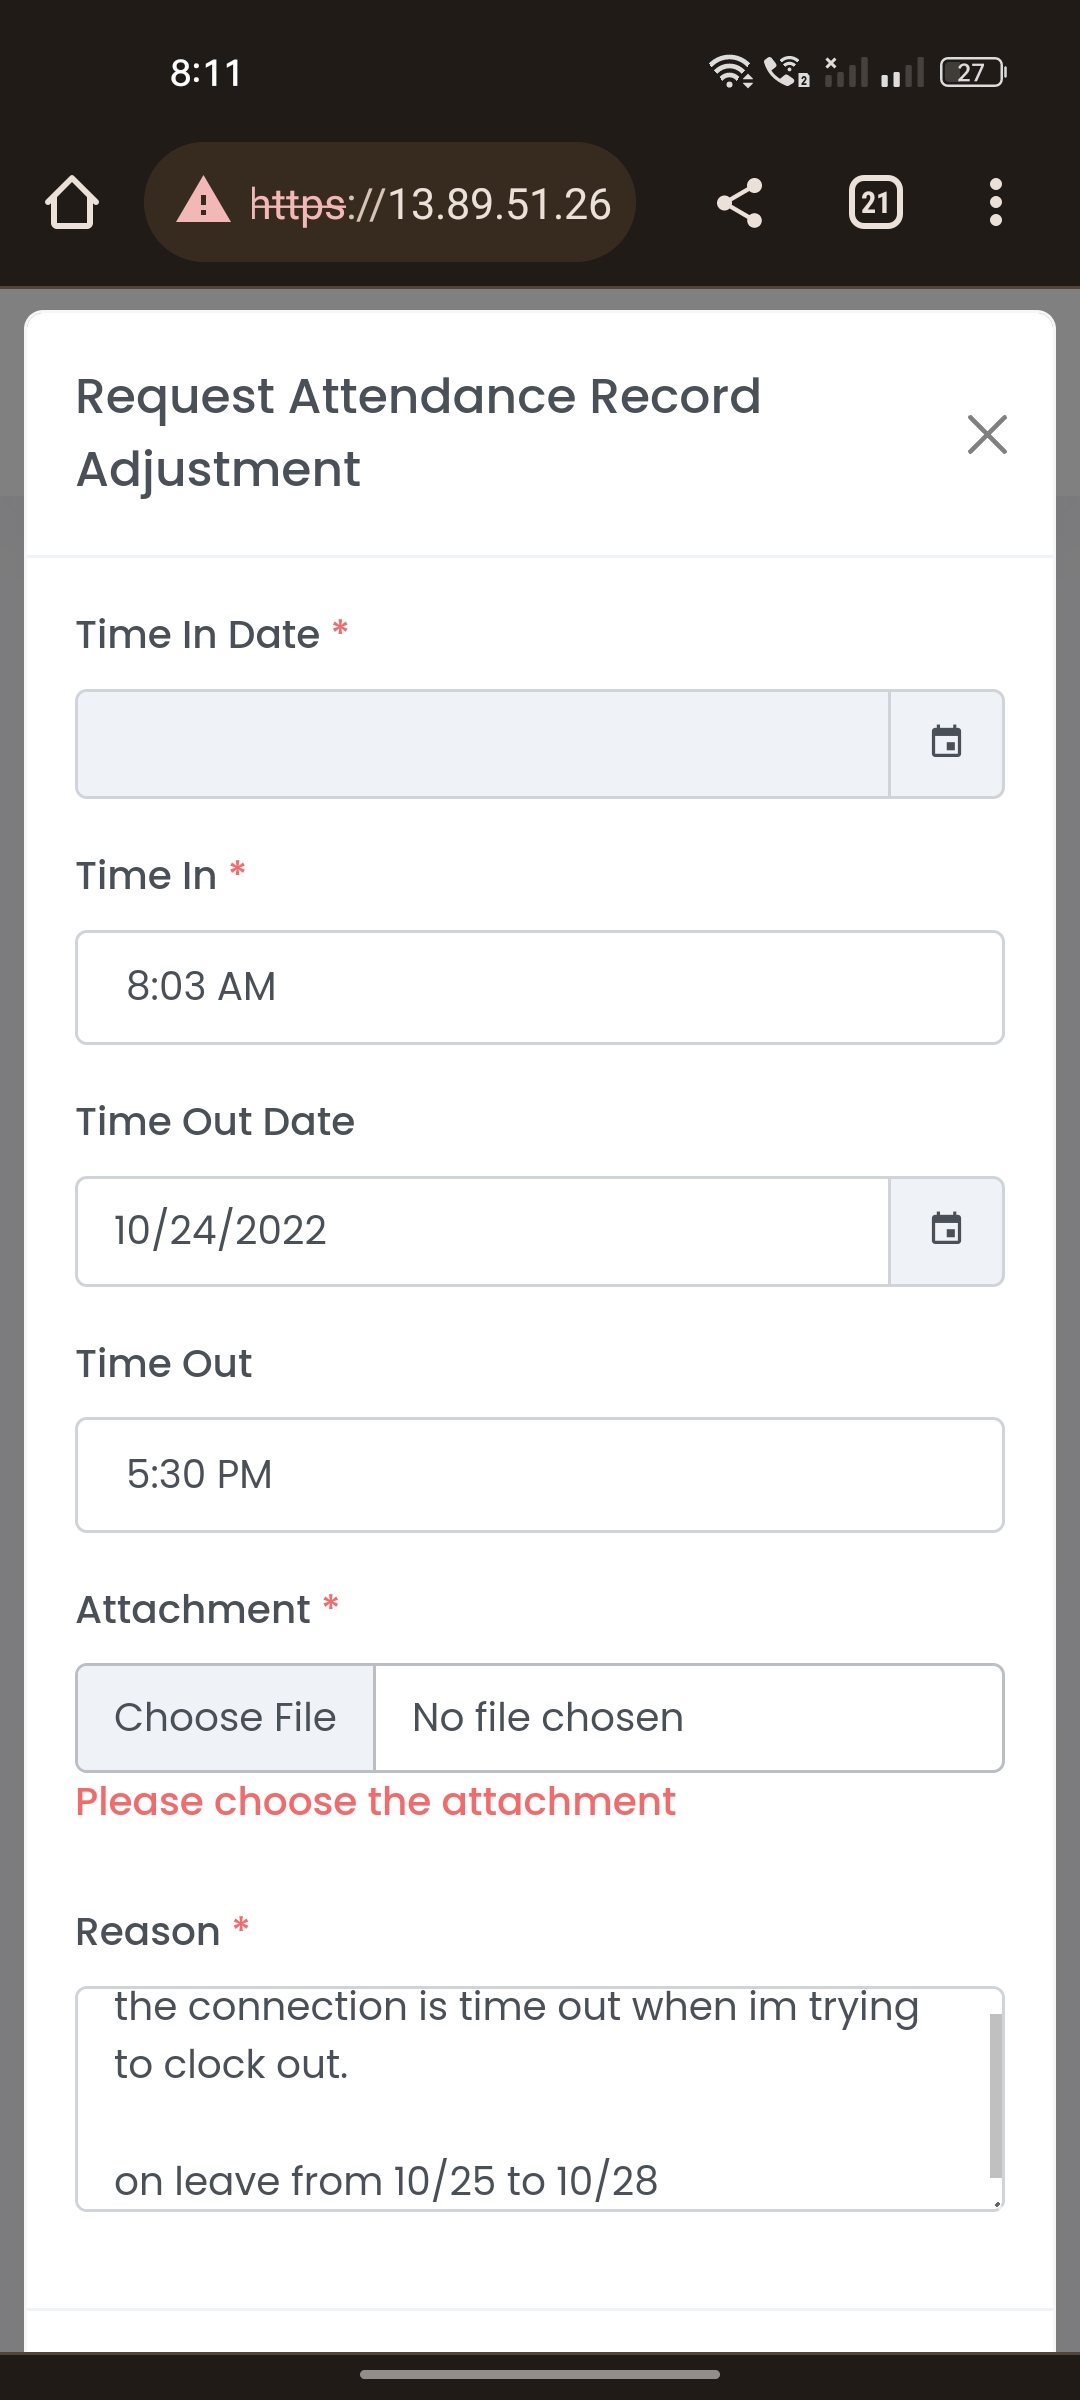 8:11
2
27
https://13.89.51.26
21
Request Attendance Record
Adjustment
Time In Date *
Time In *
8:03 AM
Time Out Date
10/24/2022
Time Out
5:30 PM
Attachment *
Choose File
No file chosen
Please choose the attachment
Reason *
the connection is time out when im trying
to clock out.
on leave from 10/25 to 10/28